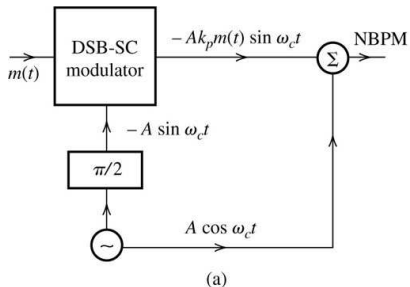 DSB-SC
modulator
m(t)
− Ak_p m(t) sin ω_c t
Σ
NBPM
− A sin ω_c t
π/2
~
A cos ω_c t
(a)